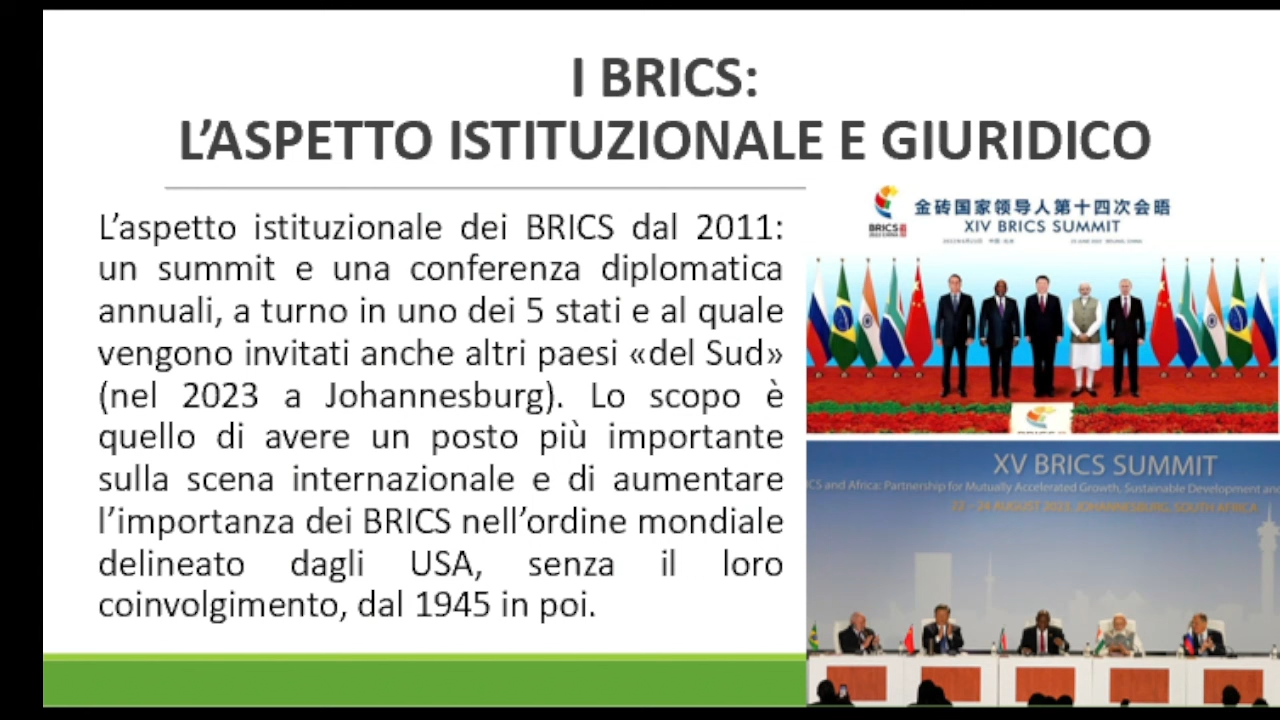 I BRICS:
L’ASPETTO ISTITUZIONALE E GIURIDICO
L’aspetto istituzionale dei BRICS dal 2011:
un summit e una conferenza diplomatica
annuali, a turno in uno dei 5 stati e al quale
vengono invitati anche altri paesi «del Sud»
(nel 2023 a Johannesburg). Lo scopo è
quello di avere un posto più importante
sulla scena internazionale e di aumentare
l’importanza dei BRICS nell’ordine mondiale
delineato dagli USA, senza il loro
coinvolgimento, dal 1945 in poi.
金砖国家领导人第十四次会晤
BRICS
XIV BRICS SUMMIT
XV BRICS SUMMIT
CS and Africa: Partnership for Mutually Accelerated Growth, Sustainable Development and
22 - 24 AUGUST 2023, JOHANNESBURG, SOUTH AFRICA